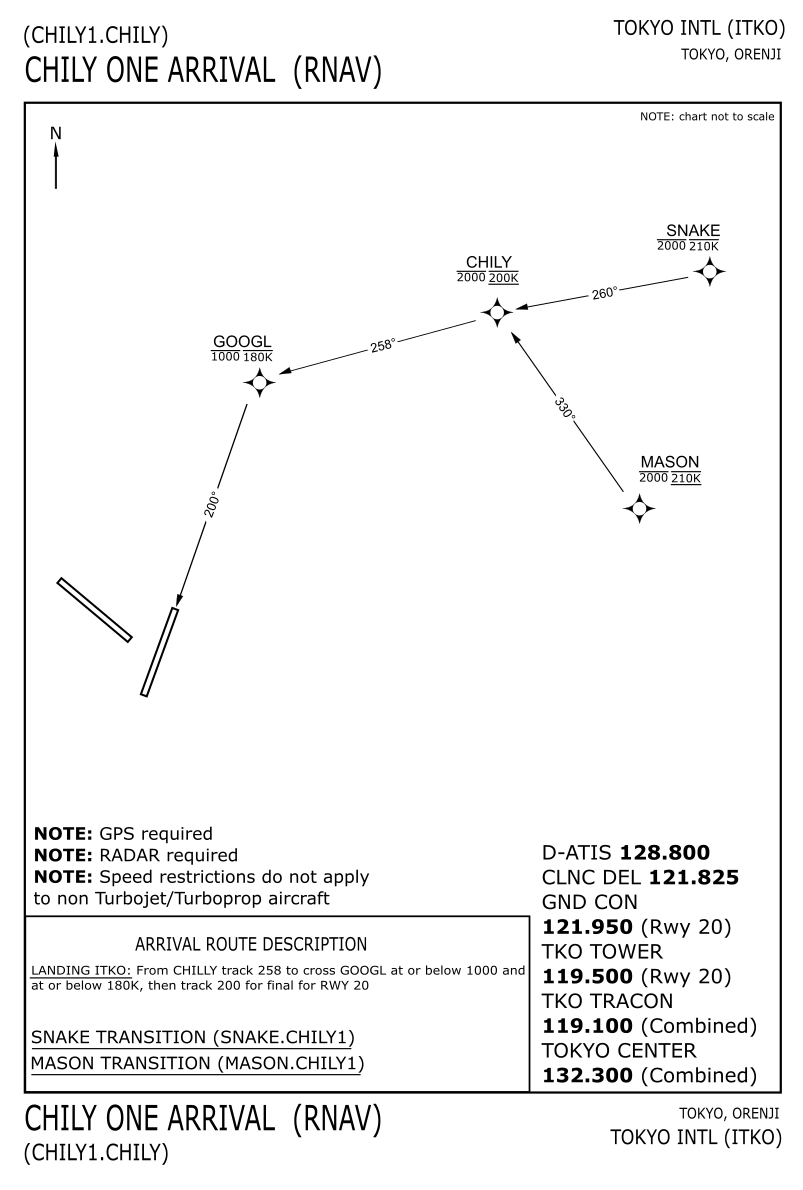 (CHILY1.CHILY)
TOKYO INTL (ITKO)
CHILY ONE ARRIVAL (RNAV)
TOKYO, ORENJI
NOTE: chart not to scale
N
SNAKE
2000 210K
CHILY
2000 200K
260°
GOOGL
1000 180K
258°
330°
MASON
2000 210K
200°
NOTE: GPS required
NOTE: RADAR required
NOTE: Speed restrictions do not apply
to non Turbojet/Turboprop aircraft
ARRIVAL ROUTE DESCRIPTION
LANDING ITKO: From CHILLY track 258 to cross GOOGL at or below 1000 and
at or below 180K, then track 200 for final for RWY 20
SNAKE TRANSITION (SNAKE.CHILY1)
MASON TRANSITION (MASON.CHILY1)
D-ATIS 128.800
CLNC DEL 121.825
GND CON
121.950 (Rwy 20)
TKO TOWER
119.500 (Rwy 20)
TKO TRACON
119.100 (Combined)
TOKYO CENTER
132.300 (Combined)
CHILY ONE ARRIVAL (RNAV)
TOKYO, ORENJI
(CHILY1.CHILY)
TOKYO INTL (ITKO)